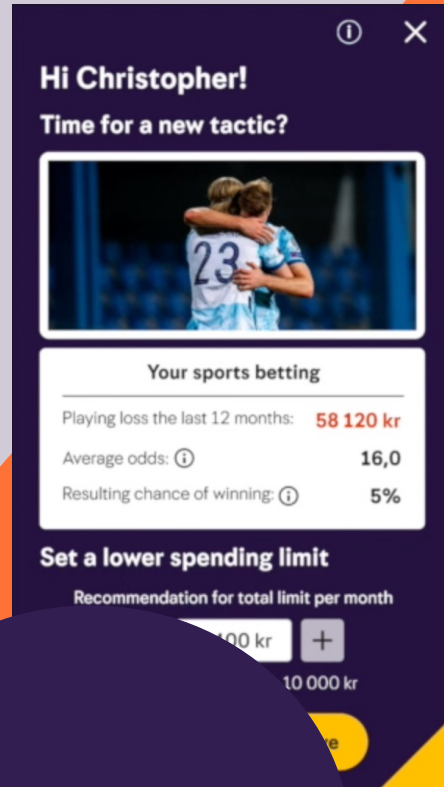 Hi Christopher!
Time for a new tactic?
23
Your sports betting
Playing loss the last 12 months: 58 120 kr
Average odds: 16,0
Resulting chance of winning: 5%
Set a lower spending limit
Recommendation for total limit per month
kr +
10 000 kr